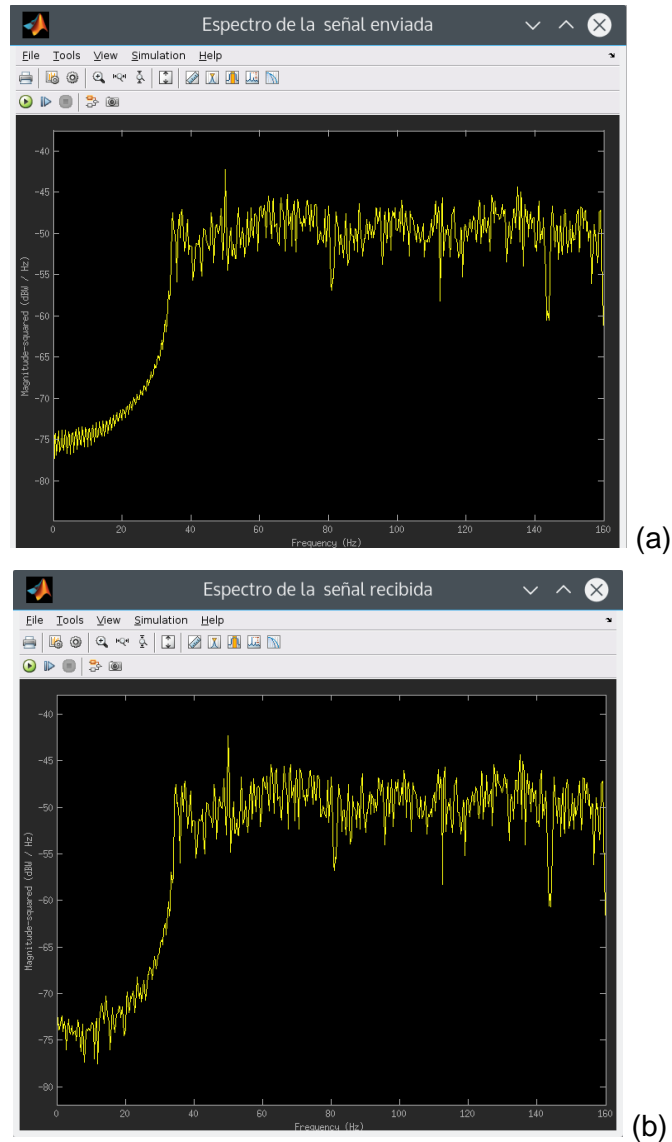 Espectro de la señal enviada
File Tools View Simulation Help
-40
-45
-50
-55
-60
-65
-70
-75
-80
Magnitude-squared (dBW / Hz)
0 20 40 60 80 100 120 140 160
Frequency (Hz)
(a)
Espectro de la señal recibida
File Tools View Simulation Help
-40
-45
-50
-55
-60
-65
-70
-75
-80
Magnitude-squared (dBW / Hz)
0 20 40 60 80 100 120 140 160
Frequency (Hz)
(b)